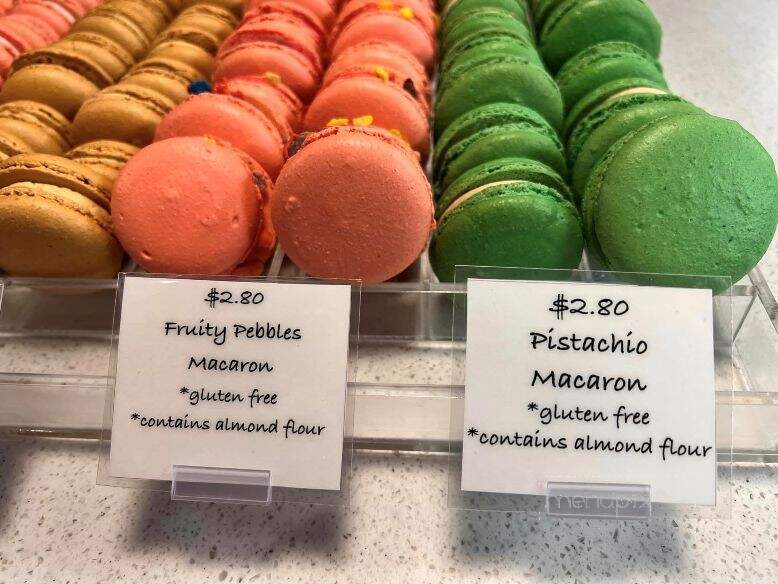 $2.80
Fruity Pebbles
Macaron
*gluten free
*contains almond flour
$2.80
Pistachio
Macaron
*gluten free
*contains almond flour
menupix